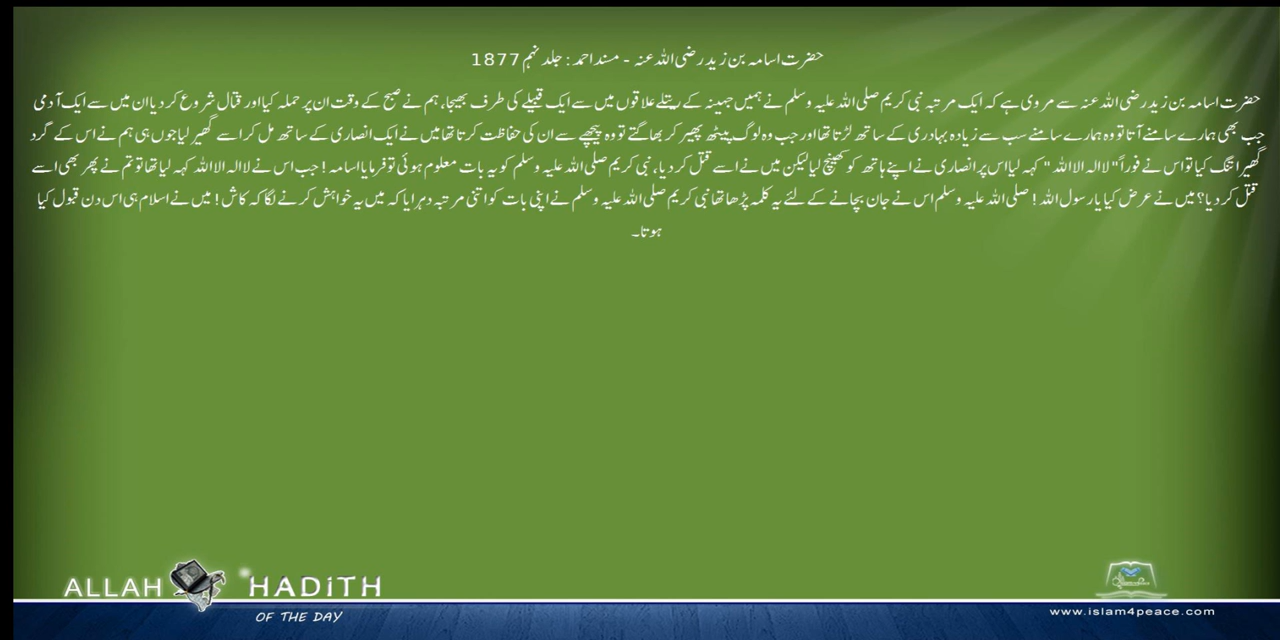 حضرت اسامہ بن زید رضی اللہ عنہ - مسند احمد : جلد نہم 1877
حضرت اسامہ بن زید رضی اللہ عنہ سے مروی ہے کہ ایک مرتبہ نبی کریم صلی اللہ علیہ وسلم نے ہمیں جہینہ کے ریتلے علاقوں میں سے ایک قبیلے کی طرف بھیجا، ہم نے صبح کے وقت ان پر حملہ کیا اور قتال شروع کر دیا ان میں سے ایک آدمی
جب بھی ہمارے سامنے آتا تو وہ ہمارے سامنے سب سے زیادہ بہادری کے ساتھ لڑتا تھا اور جب وہ لوگ پیٹھ پھیر کر بھاگتے تو وہ پیچھے سے ان کی حفاظت کرتا تھا میں نے ایک انصاری کے ساتھ مل کر اسے گھیر لیا جوں ہی ہم نے اس کے گرد
گھیرا تنگ کیا تو اس نے فوراً "لا الہ الا اللہ" کہہ لیا اس پر انصاری نے اپنے ہاتھ کو کھینچ لیا لیکن میں نے اسے قتل کر دیا، نبی کریم صلی اللہ علیہ وسلم کو یہ بات معلوم ہوئی تو فرمایا اسامہ ! جب اس نے لا الہ الا اللہ کہہ لیا تھا تو تم نے پھر بھی اسے
قتل کر دیا؟ میں نے عرض کیا یا رسول اللہ ! صلی اللہ علیہ وسلم اس نے جان بچانے کے لئے یہ کلمہ پڑھا تھا نبی کریم صلی اللہ علیہ وسلم نے اپنی بات کو اتنی مرتبہ دہرایا کہ میں یہ خواہش کرنے لگا کہ کاش ! میں نے اسلام ہی اس دن قبول کیا
ہوتا۔
ALLAH HADITH
OF THE DAY
www.islam4peace.com